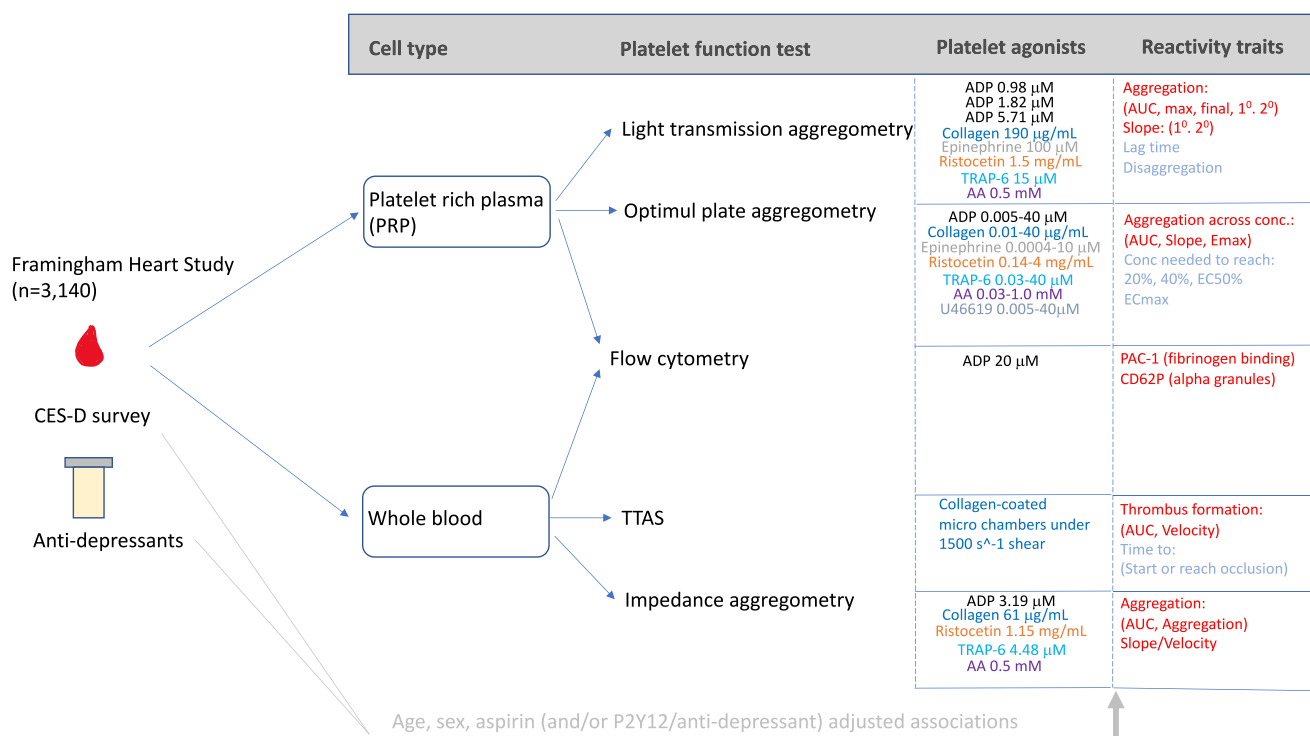 Cell type
Platelet function test
Platelet agonists
Reactivity traits
Framingham Heart Study
(n=3,140)
CES-D survey
Anti-depressants
Platelet rich plasma
(PRP)
Whole blood
Light transmission aggregometry
Optimul plate aggregometry
Flow cytometry
TTAS
Impedance aggregometry
ADP 0.98 µM
ADP 1.82 µM
ADP 5.71 µM
Collagen 190 µg/mL
Epinephrine 100 µM
Ristocetin 1.5 mg/mL
TRAP-6 15 µM
AA 0.5 mM
Aggregation:
(AUC, max, final, 1⁰. 2⁰)
Slope: (1⁰. 2⁰)
Lag time
Disaggregation
ADP 0.005-40 µM
Collagen 0.01-40 µg/mL
Epinephrine 0.0004-10 µM
Ristocetin 0.14-4 mg/mL
TRAP-6 0.03-40 µM
AA 0.03-1.0 mM
U46619 0.005-40µM
Aggregation across conc.:
(AUC, Slope, Emax)
Conc needed to reach:
20%, 40%, EC50%
ECmax
ADP 20 µM
PAC-1 (fibrinogen binding)
CD62P (alpha granules)
Collagen-coated
micro chambers under
1500 s^-1 shear
Thrombus formation:
(AUC, Velocity)
Time to:
(Start or reach occlusion)
ADP 3.19 µM
Collagen 61 µg/mL
Ristocetin 1.15 mg/mL
TRAP-6 4.48 µM
AA 0.5 mM
Aggregation:
(AUC, Aggregation)
Slope/Velocity
Age, sex, aspirin (and/or P2Y12/anti-depressant) adjusted associations